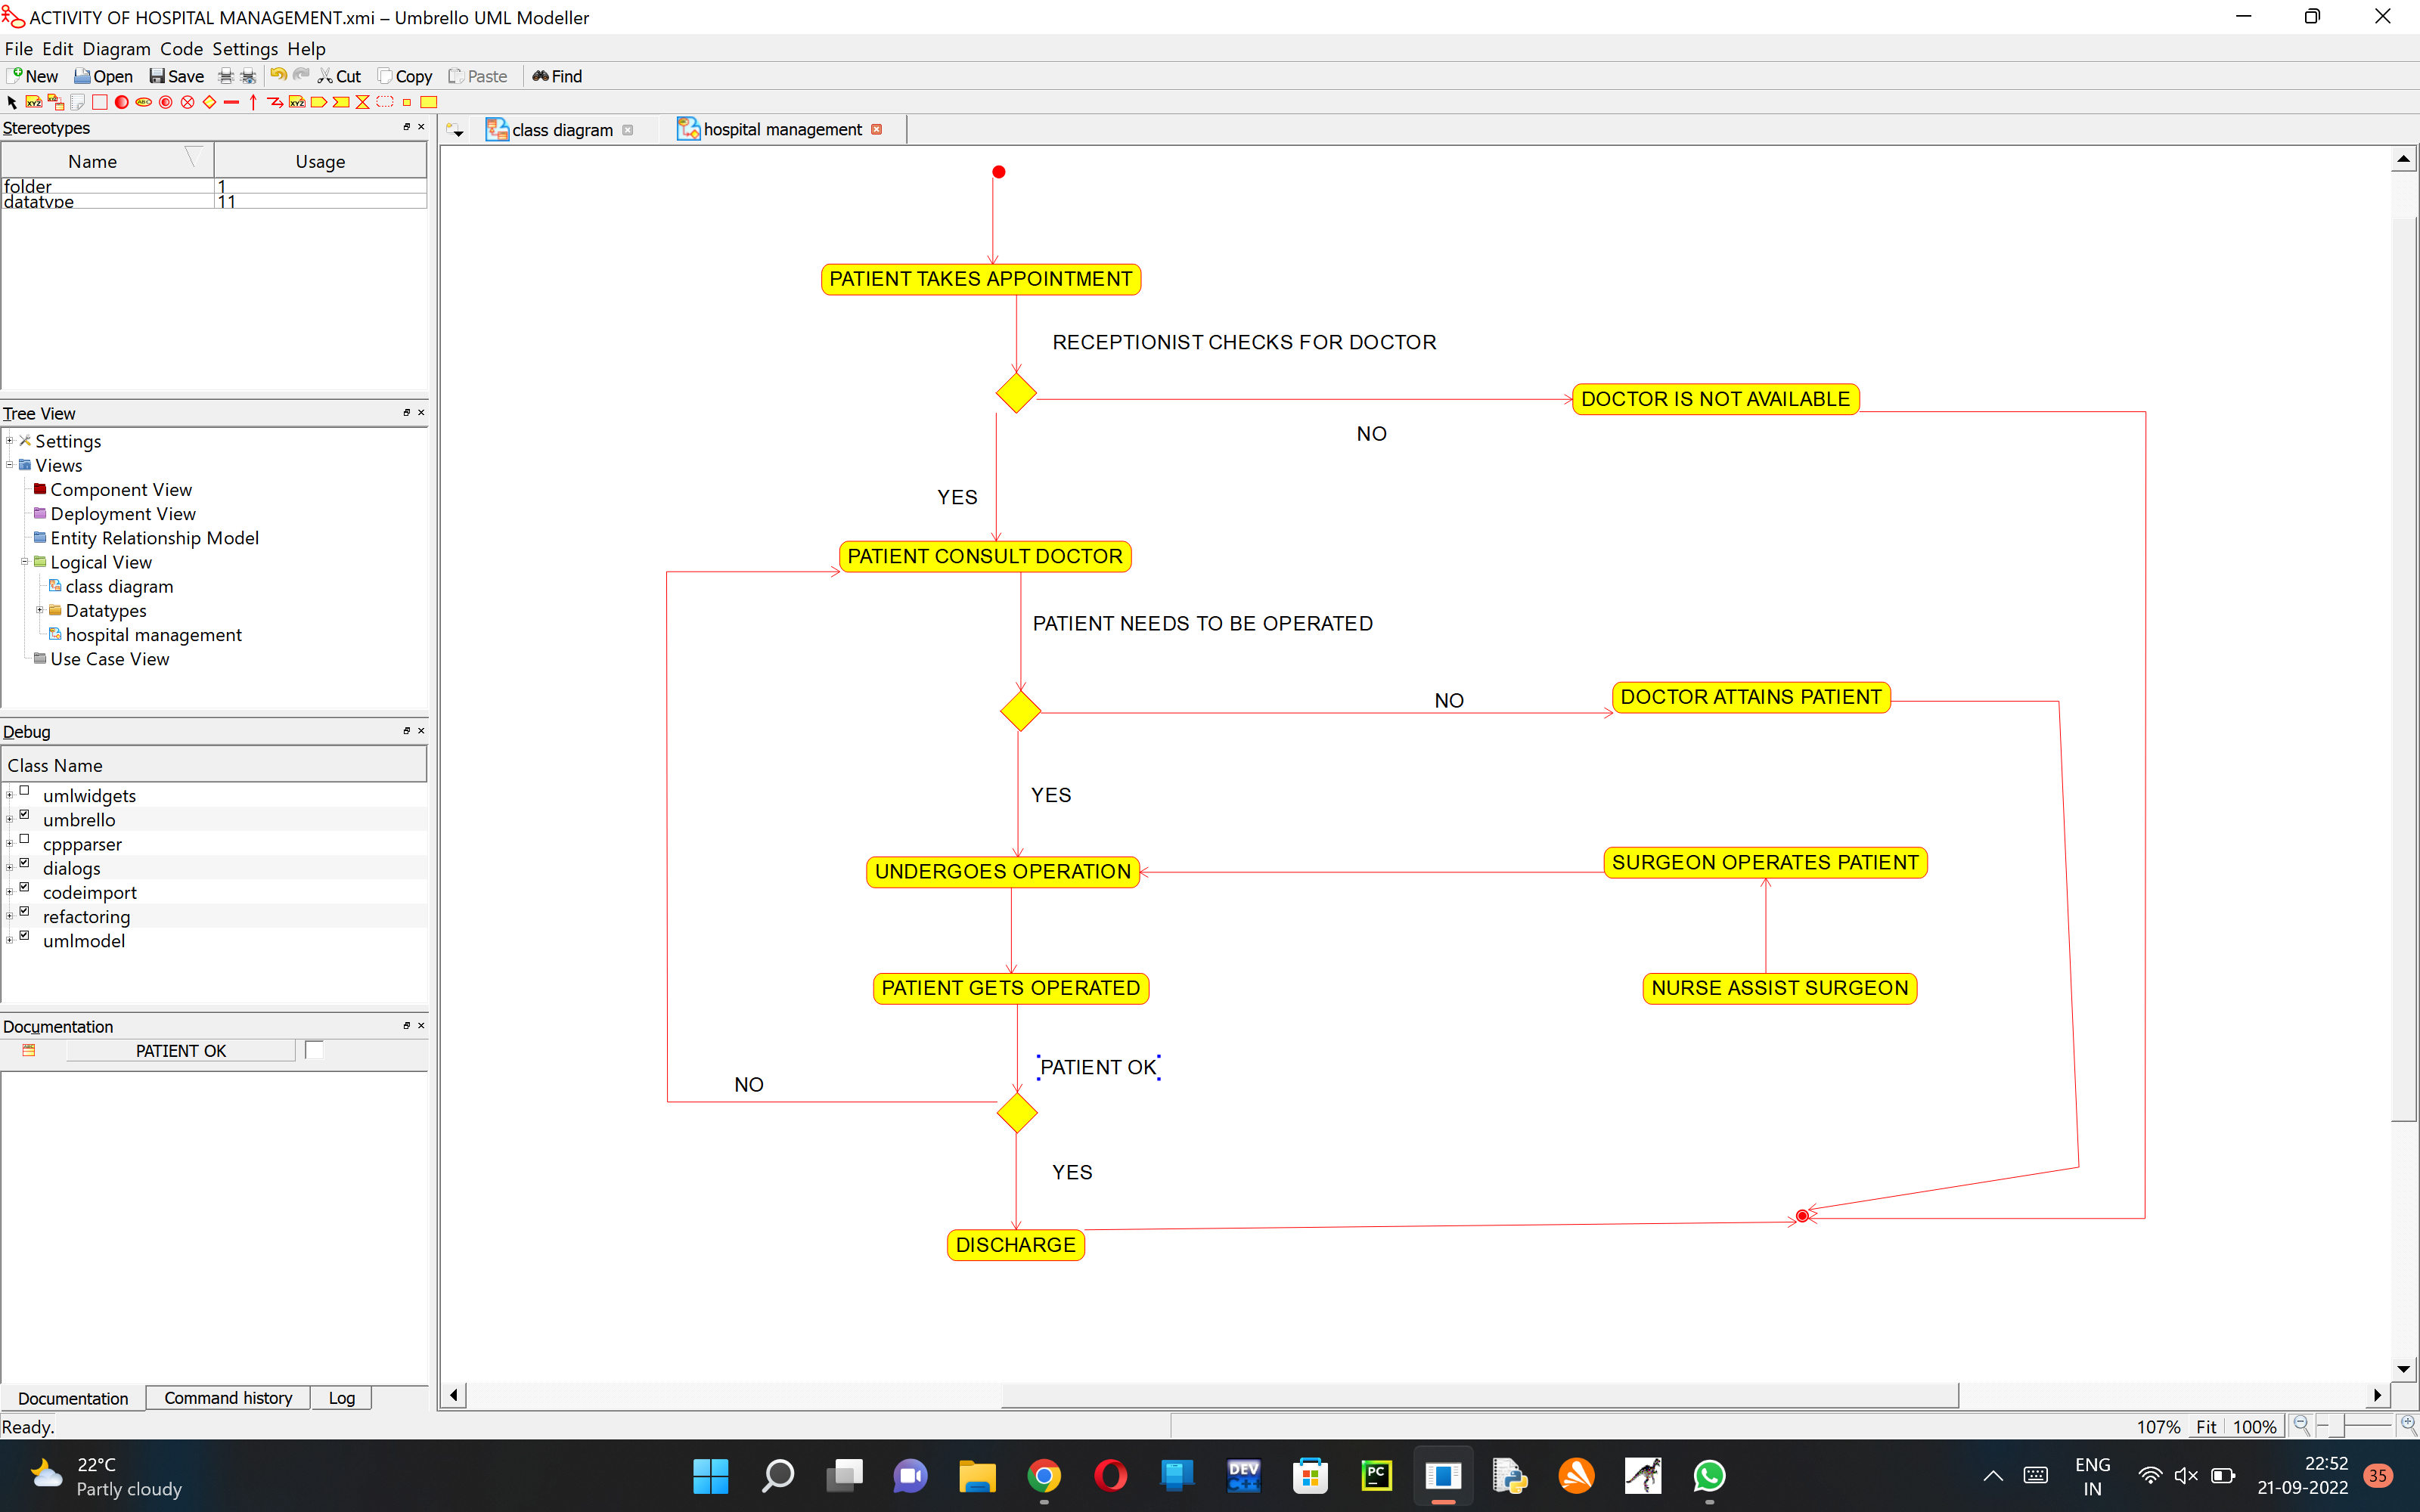 ACTIVITY OF HOSPITAL MANAGEMENT.xmi – Umbrello UML Modeller
File Edit Diagram Code Settings Help
New Open Save Cut Copy Paste Find
Stereotypes
Name Usage
folder 1
datatype 11
Tree View
Settings
Views
Component View
Deployment View
Entity Relationship Model
Logical View
class diagram
Datatypes
hospital management
Use Case View
Debug
Class Name
umlwidgets
umbrello
cppparser
dialogs
codeimport
refactoring
umlmodel
Documentation
PATIENT OK
Documentation Command history Log
Ready.
class diagram hospital management
PATIENT TAKES APPOINTMENT
RECEPTIONIST CHECKS FOR DOCTOR
DOCTOR IS NOT AVAILABLE
NO
YES
PATIENT CONSULT DOCTOR
PATIENT NEEDS TO BE OPERATED
NO
DOCTOR ATTAINS PATIENT
YES
UNDERGOES OPERATION
SURGEON OPERATES PATIENT
PATIENT GETS OPERATED
NURSE ASSIST SURGEON
PATIENT OK
NO
YES
DISCHARGE
107% Fit 100%
22°C
Partly cloudy
DEV
C++
PC
ENG
IN
22:52
21-09-2022
35